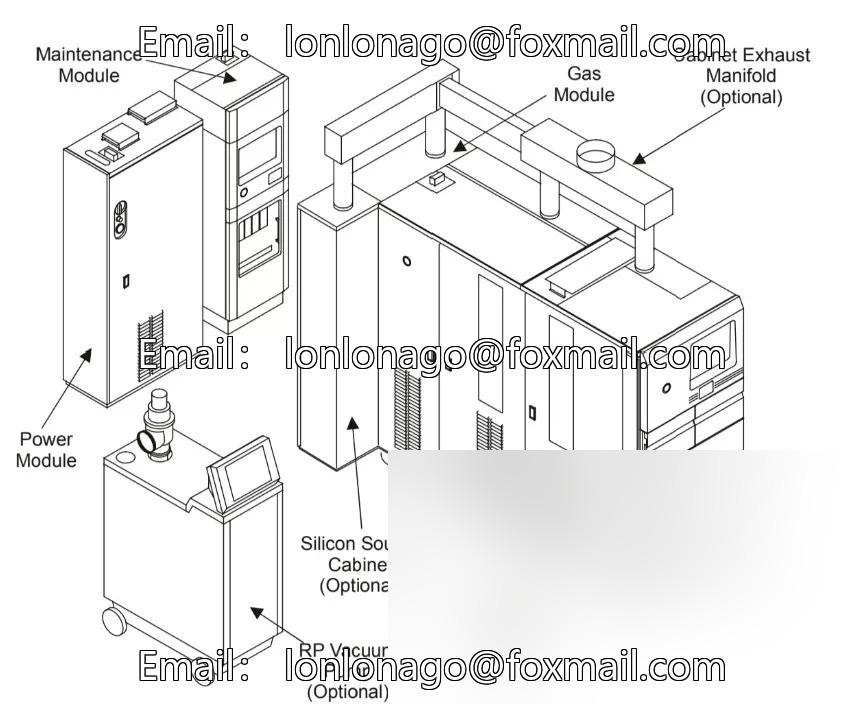 Email： lonlonago@foxmail.com
Maintenance
Module
Cabinet Exhaust
Manifold
(Optional)
Gas
Module
Email： lonlonago@foxmail.com
Power
Module
Silicon Sou
Cabine
(Optiona
RP Vacuum
(Optional)
Email： lonlonago@foxmail.com